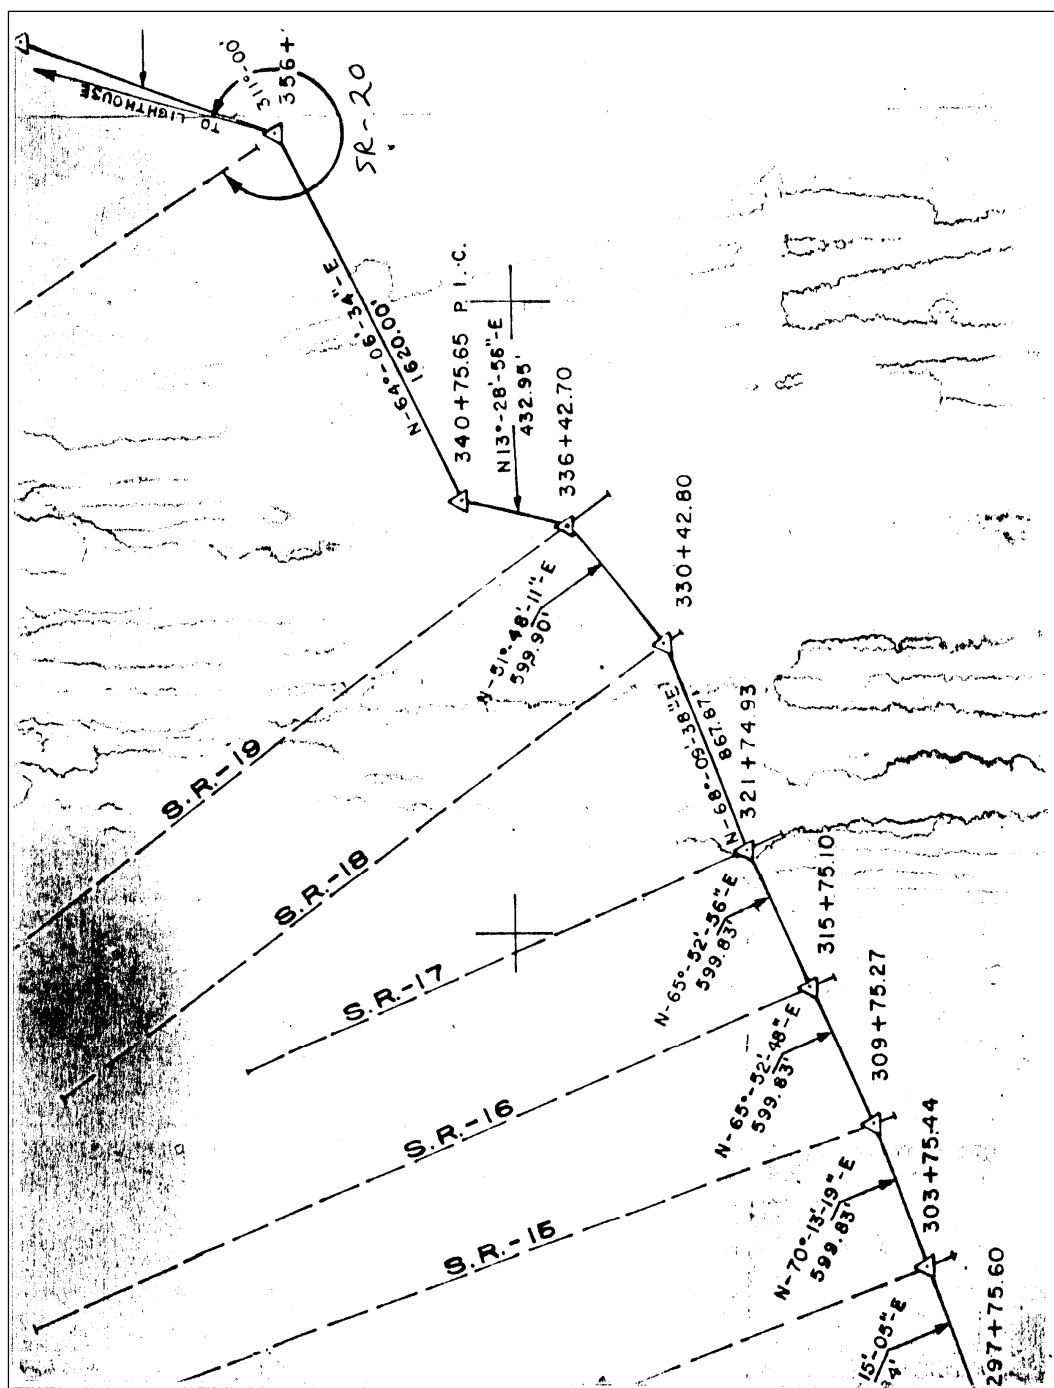 TO LIGHTHOUSE
311°-00'
356+
SR-20
N-64°-06'-34"-E
1620.00'
340+75.65 P.I.C.
N13°-28'-56"-E
432.95'
336+42.70
N-51°-48'-11"-E
599.90'
330+42.80
N-68°-09'-38"E'
867.87'
321+74.93
S.R.-19
S.R.-18
S.R.-17
N-65°-52'-56"-E
599.83'
315+75.10
S.R.-16
N-65°-52'-48"-E
599.83'
309+75.27
S.R.-15
N-70°-13'-19"-E
599.83'
303+75.44
15'-05"-E
4'
297+75.60